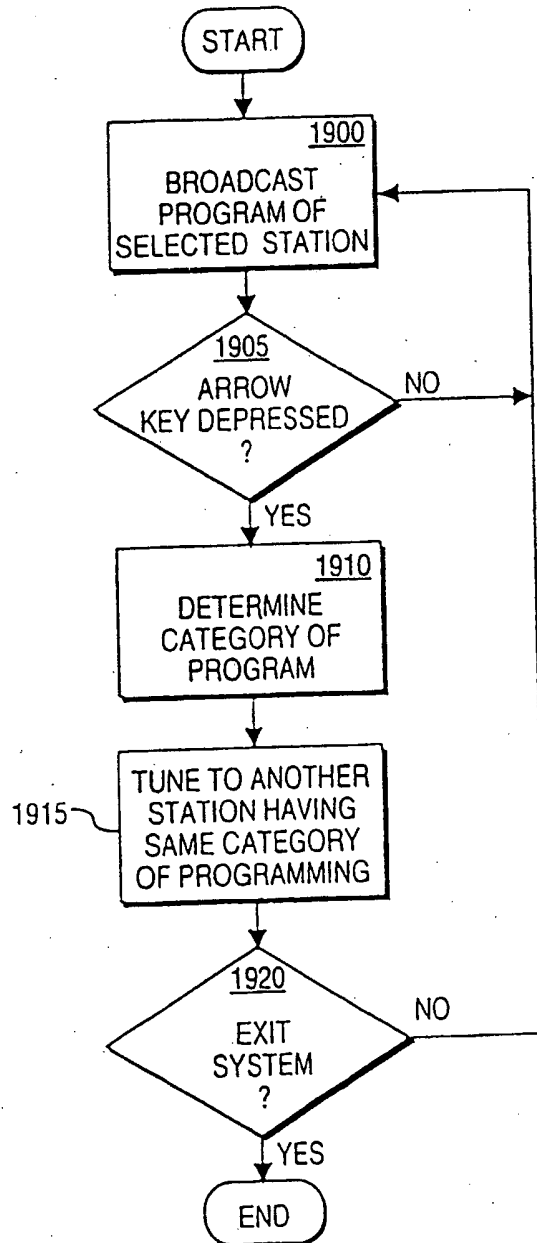 START
1900
BROADCAST
PROGRAM OF
SELECTED STATION
1905
ARROW
KEY DEPRESSED
?
NO
YES
1910
DETERMINE
CATEGORY OF
PROGRAM
1915
TUNE TO ANOTHER
STATION HAVING
SAME CATEGORY
OF PROGRAMMING
1920
EXIT
SYSTEM
?
NO
YES
END